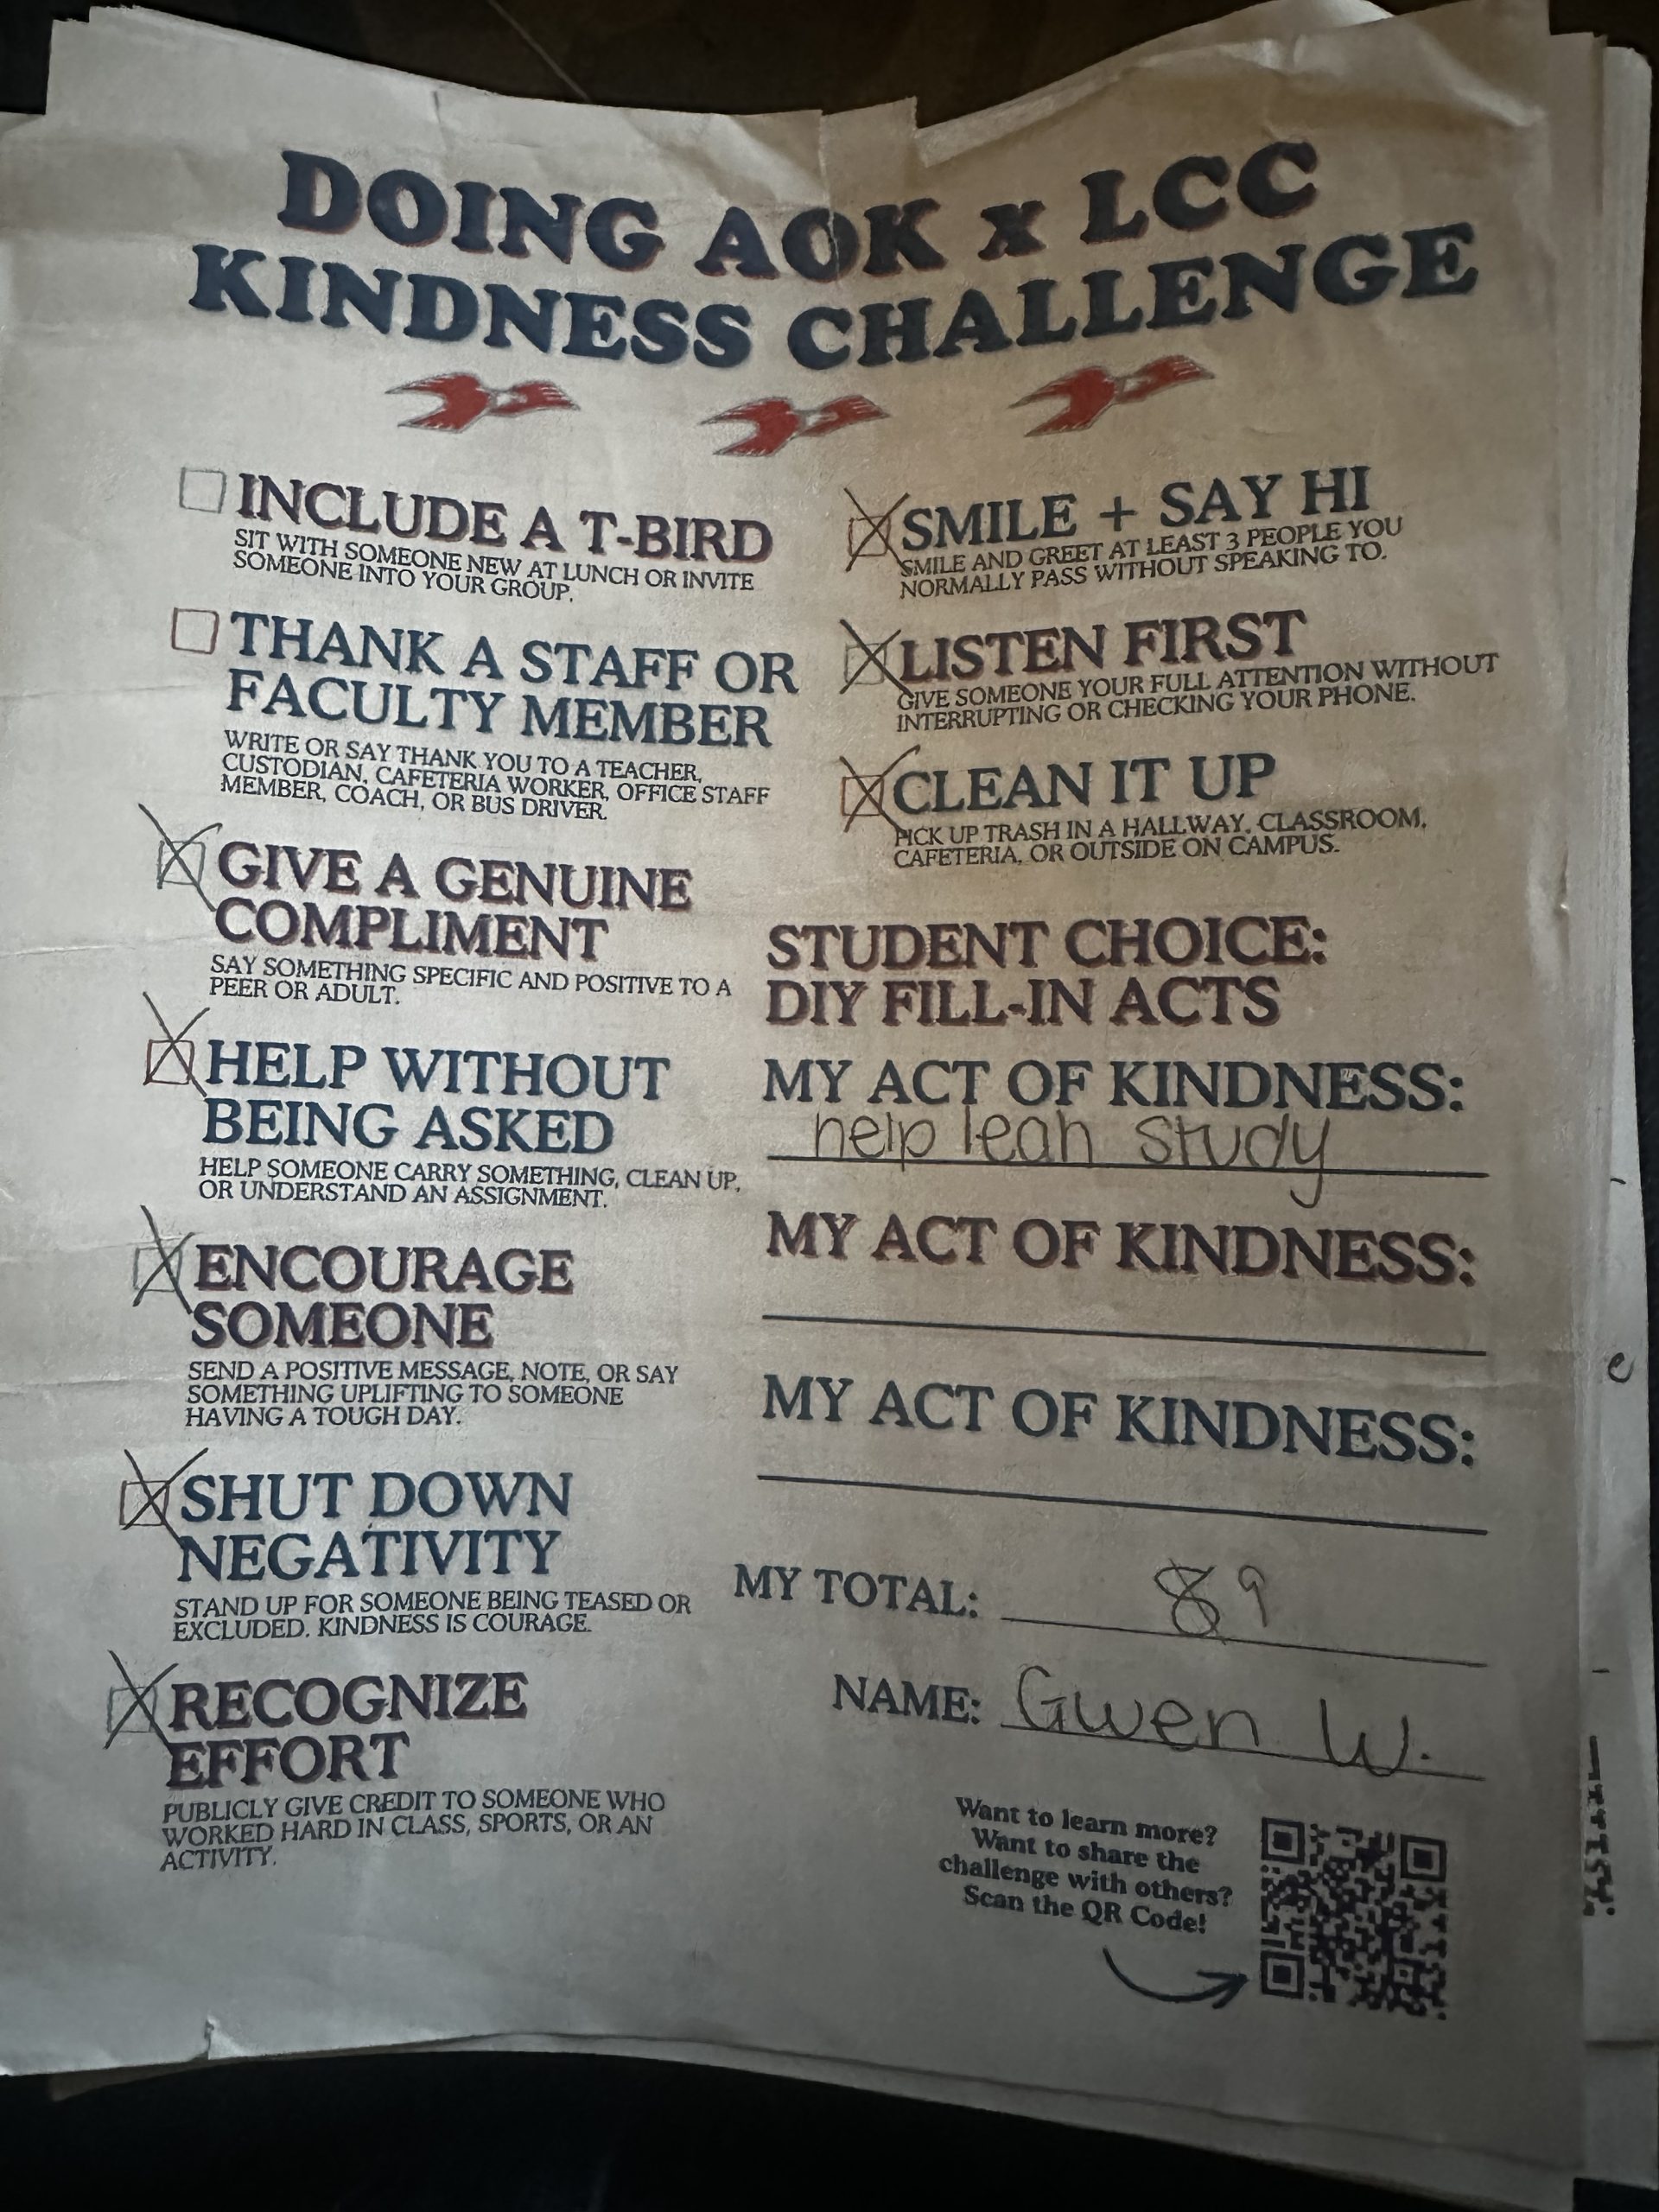 DOING AOK x LCC
KINDNESS CHALLENGE
INCLUDE A T-BIRD
SIT WITH SOMEONE NEW AT LUNCH OR INVITE
SOMEONE INTO YOUR GROUP.
THANK A STAFF OR
FACULTY MEMBER
WRITE OR SAY THANK YOU TO A TEACHER,
CUSTODIAN, CAFETERIA WORKER, OFFICE STAFF
MEMBER, COACH, OR BUS DRIVER.
GIVE A GENUINE
COMPLIMENT
SAY SOMETHING SPECIFIC AND POSITIVE TO A
PEER OR ADULT.
HELP WITHOUT
BEING ASKED
HELP SOMEONE CARRY SOMETHING, CLEAN UP,
OR UNDERSTAND AN ASSIGNMENT.
ENCOURAGE
SOMEONE
SEND A POSITIVE MESSAGE, NOTE, OR SAY
SOMETHING UPLIFTING TO SOMEONE
HAVING A TOUGH DAY.
SHUT DOWN
NEGATIVITY
STAND UP FOR SOMEONE BEING TEASED OR
EXCLUDED. KINDNESS IS COURAGE.
RECOGNIZE
EFFORT
PUBLICLY GIVE CREDIT TO SOMEONE WHO
WORKED HARD IN CLASS, SPORTS, OR AN
ACTIVITY.
SMILE + SAY HI
SMILE AND GREET AT LEAST 3 PEOPLE YOU
NORMALLY PASS WITHOUT SPEAKING TO.
LISTEN FIRST
GIVE SOMEONE YOUR FULL ATTENTION WITHOUT
INTERRUPTING OR CHECKING YOUR PHONE.
CLEAN IT UP
PICK UP TRASH IN A HALLWAY, CLASSROOM,
CAFETERIA, OR OUTSIDE ON CAMPUS.
STUDENT CHOICE:
DIY FILL-IN ACTS
MY ACT OF KINDNESS:
help leah study
MY ACT OF KINDNESS:
MY ACT OF KINDNESS:
MY TOTAL: 8 9
NAME: Gwen W.
Want to learn more?
Want to share the
challenge with others?
Scan the QR Code!